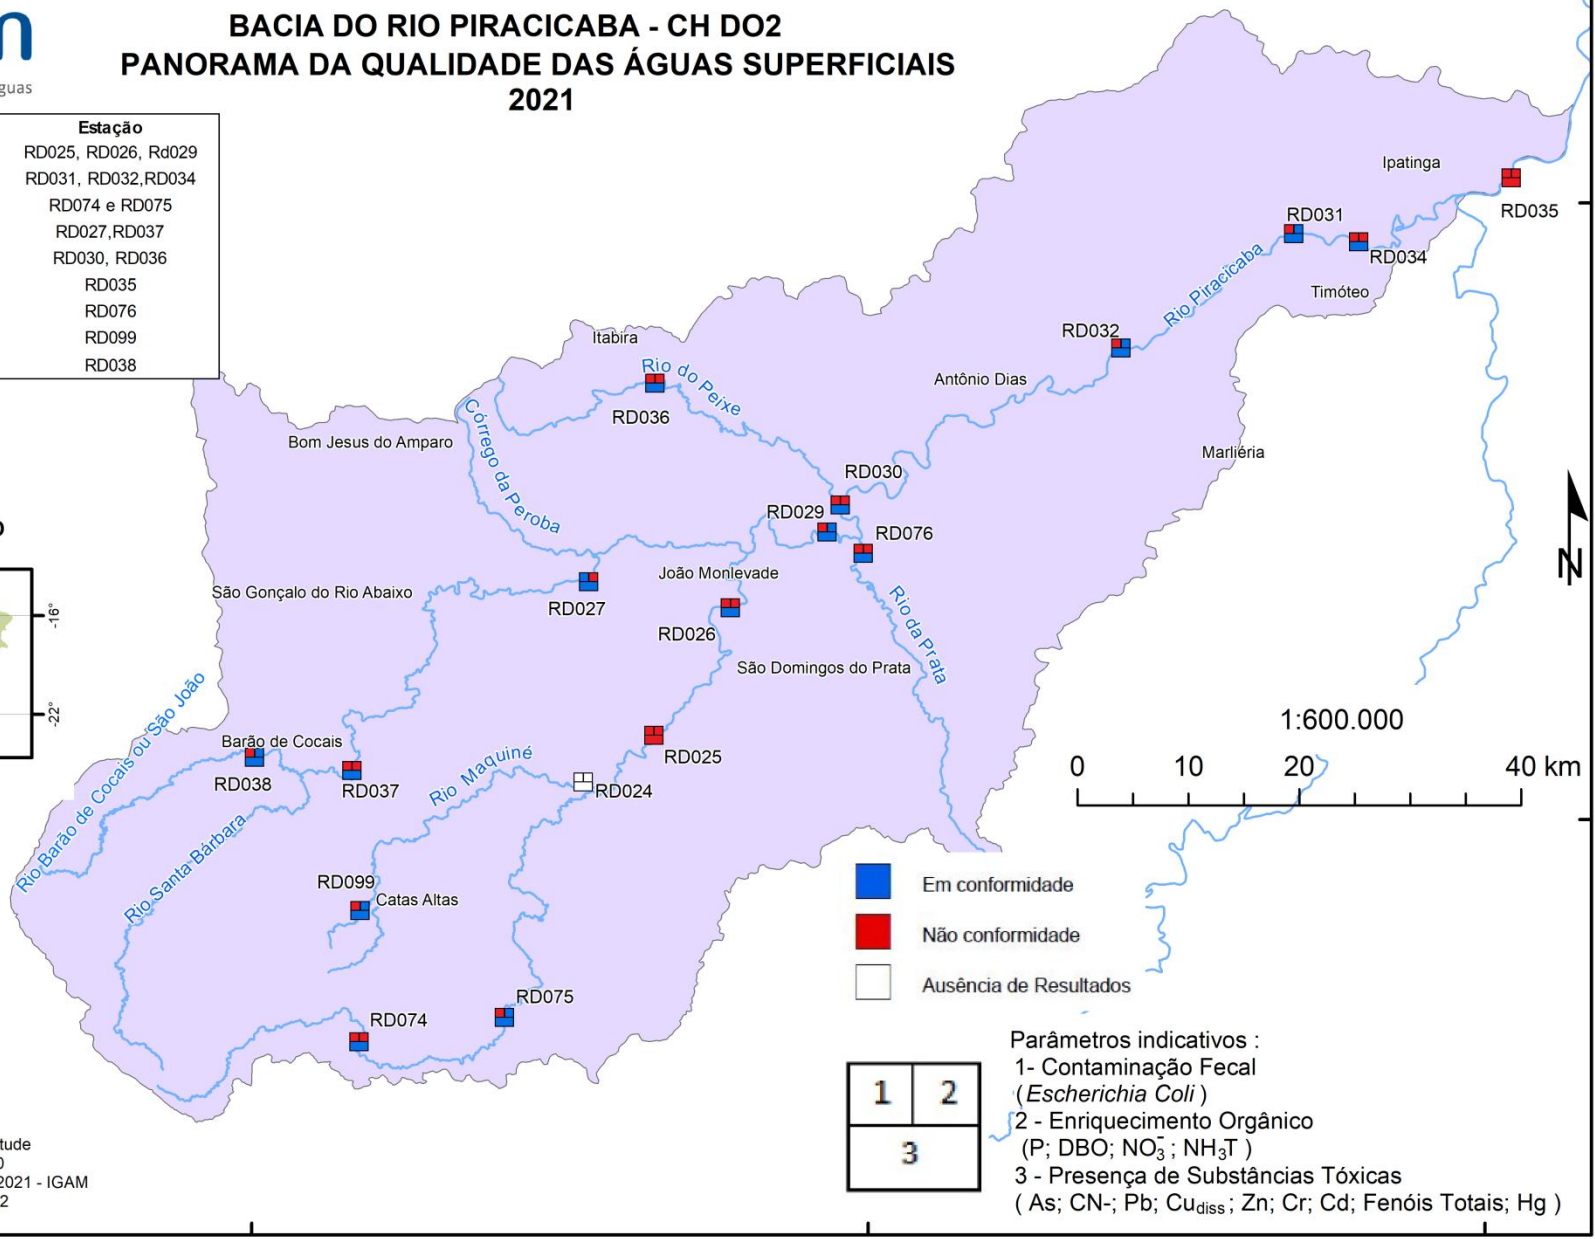 BACIA DO RIO PIRACICABA - CH DO2
PANORAMA DA QUALIDADE DAS ÁGUAS SUPERFICIAIS
2021
Estação
RD025, RD026, Rd029
RD031, RD032,RD034
RD074 e RD075
RD027,RD037
RD030, RD036
RD035
RD076
RD099
RD038
Ipatinga
RD035
RD031
RD034
Timóteo
Rio Piracicaba
RD032
Antônio Dias
Marliéria
Itabira
Rio do Peixe
RD036
Bom Jesus do Amparo
Córrego da Peroba
RD030
RD029
RD076
João Monlevade
São Gonçalo do Rio Abaixo
RD027
RD026
Rio da Prata
São Domingos do Prata
-16°
-22°
Rio Barão de Cocais ou São João
Barão de Cocais
RD038
RD037
Rio Maquiné
RD025
RD024
Rio Santa Bárbara
RD099
Catas Altas
RD075
RD074
N
1:600.000
0 10 20 40 km
Em conformidade
Não conformidade
Ausência de Resultados
1 2
3
Parâmetros indicativos :
1- Contaminação Fecal
(Escherichia Coli )
2 - Enriquecimento Orgânico
(P; DBO; NO₃⁻ ; NH₃T )
3 - Presença de Substâncias Tóxicas
( As; CN-; Pb; Cudiss ; Zn; Cr; Cd; Fenóis Totais; Hg )
2021 - IGAM